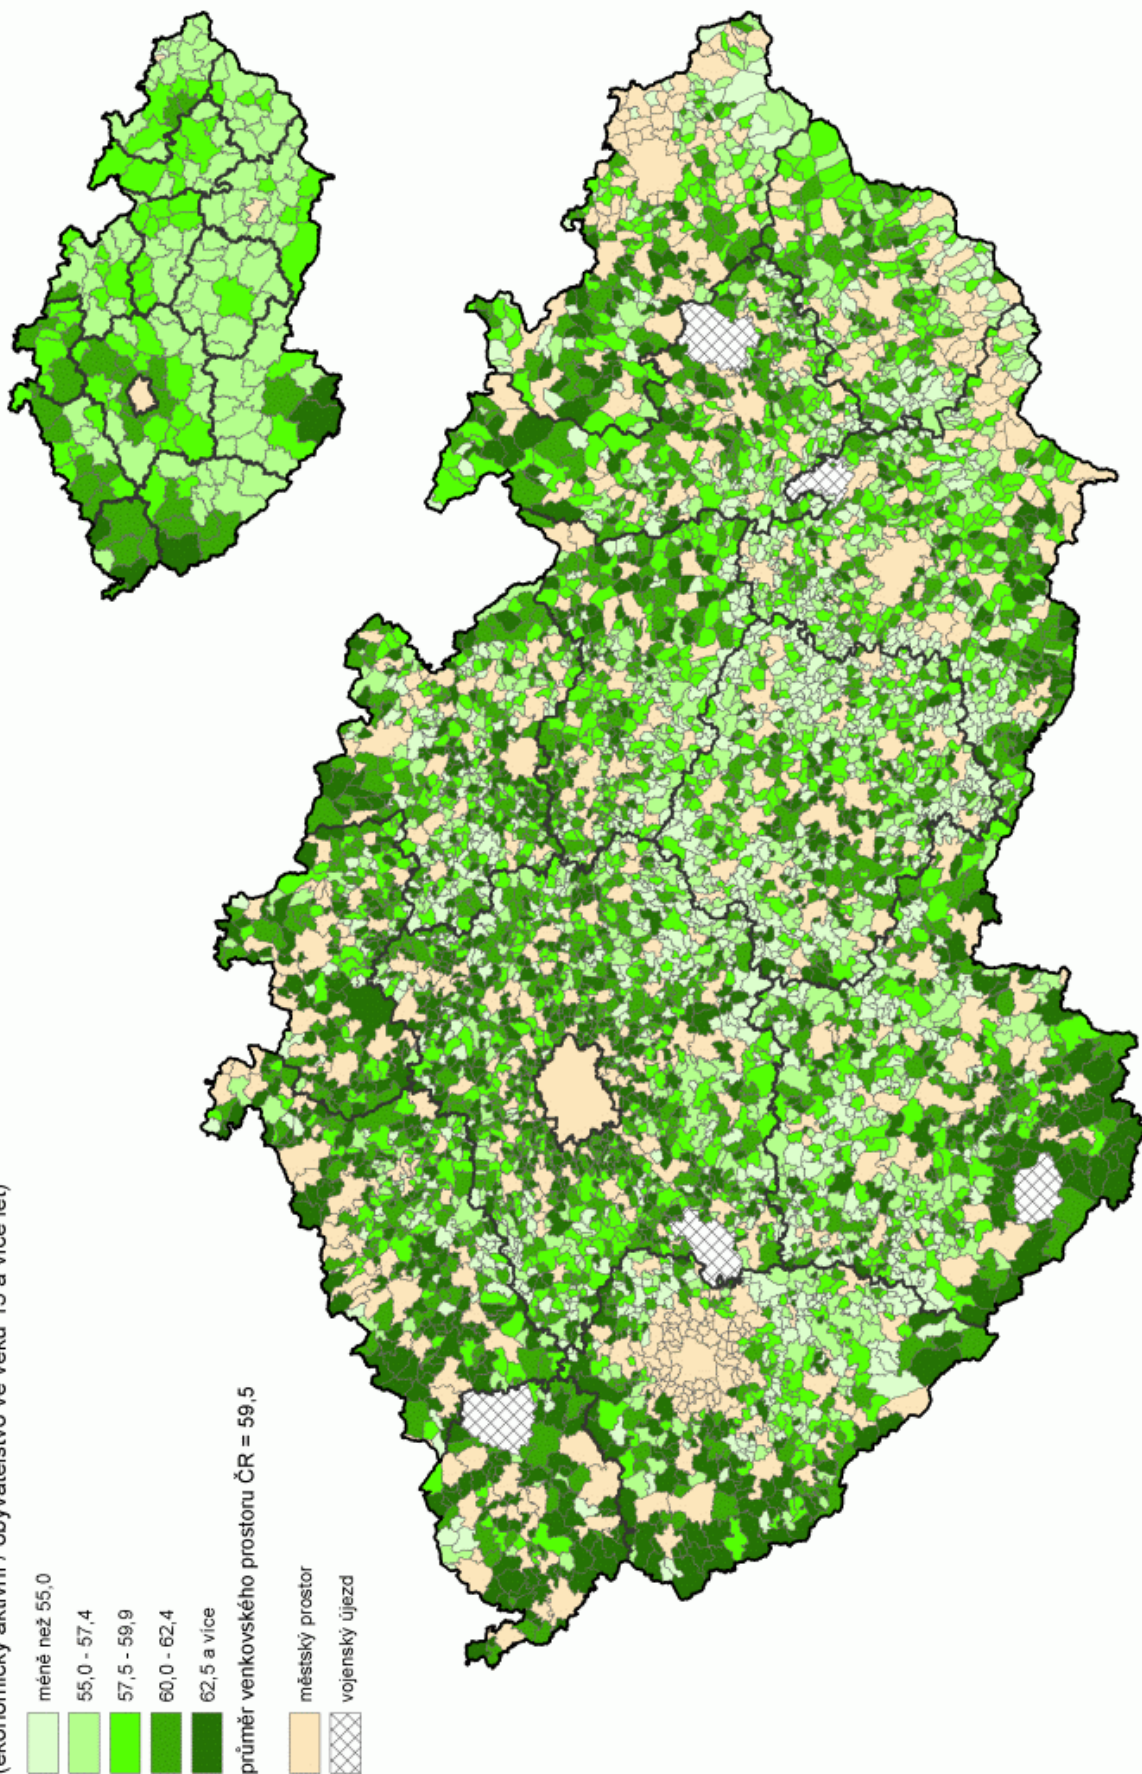 (ekonomicky aktivní / obyvatelstvo ve věku 15 a více let)
méně než 55,0
55,0 - 57,4
57,5 - 59,9
60,0 - 62,4
62,5 a více
průměr venkovského prostoru ČR = 59,5
městský prostor
vojenský újezd